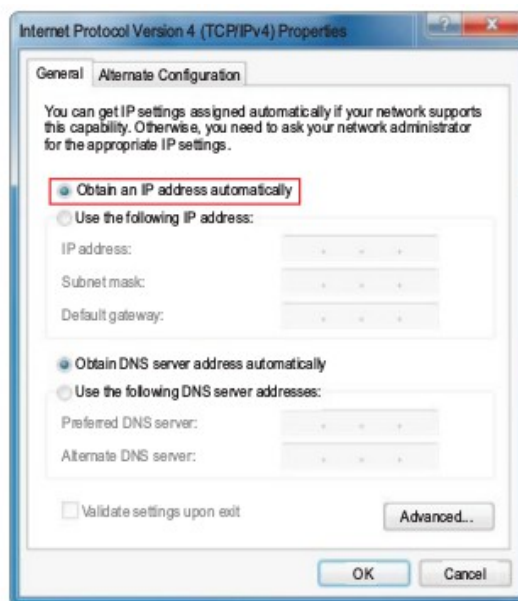 Internet Protocol Version 4 (TCP/IPv4) Properties
General
Alternate Configuration
You can get IP settings assigned automatically if your network supports
this capability. Otherwise, you need to ask your network administrator
for the appropriate IP settings.
Obtain an IP address automatically
Use the following IP address:
IP address:
Subnet mask:
Default gateway:
Obtain DNS server address automatically
Use the following DNS server addresses:
Preferred DNS server:
Alternate DNS server:
Validate settings upon exit
Advanced...
OK
Cancel